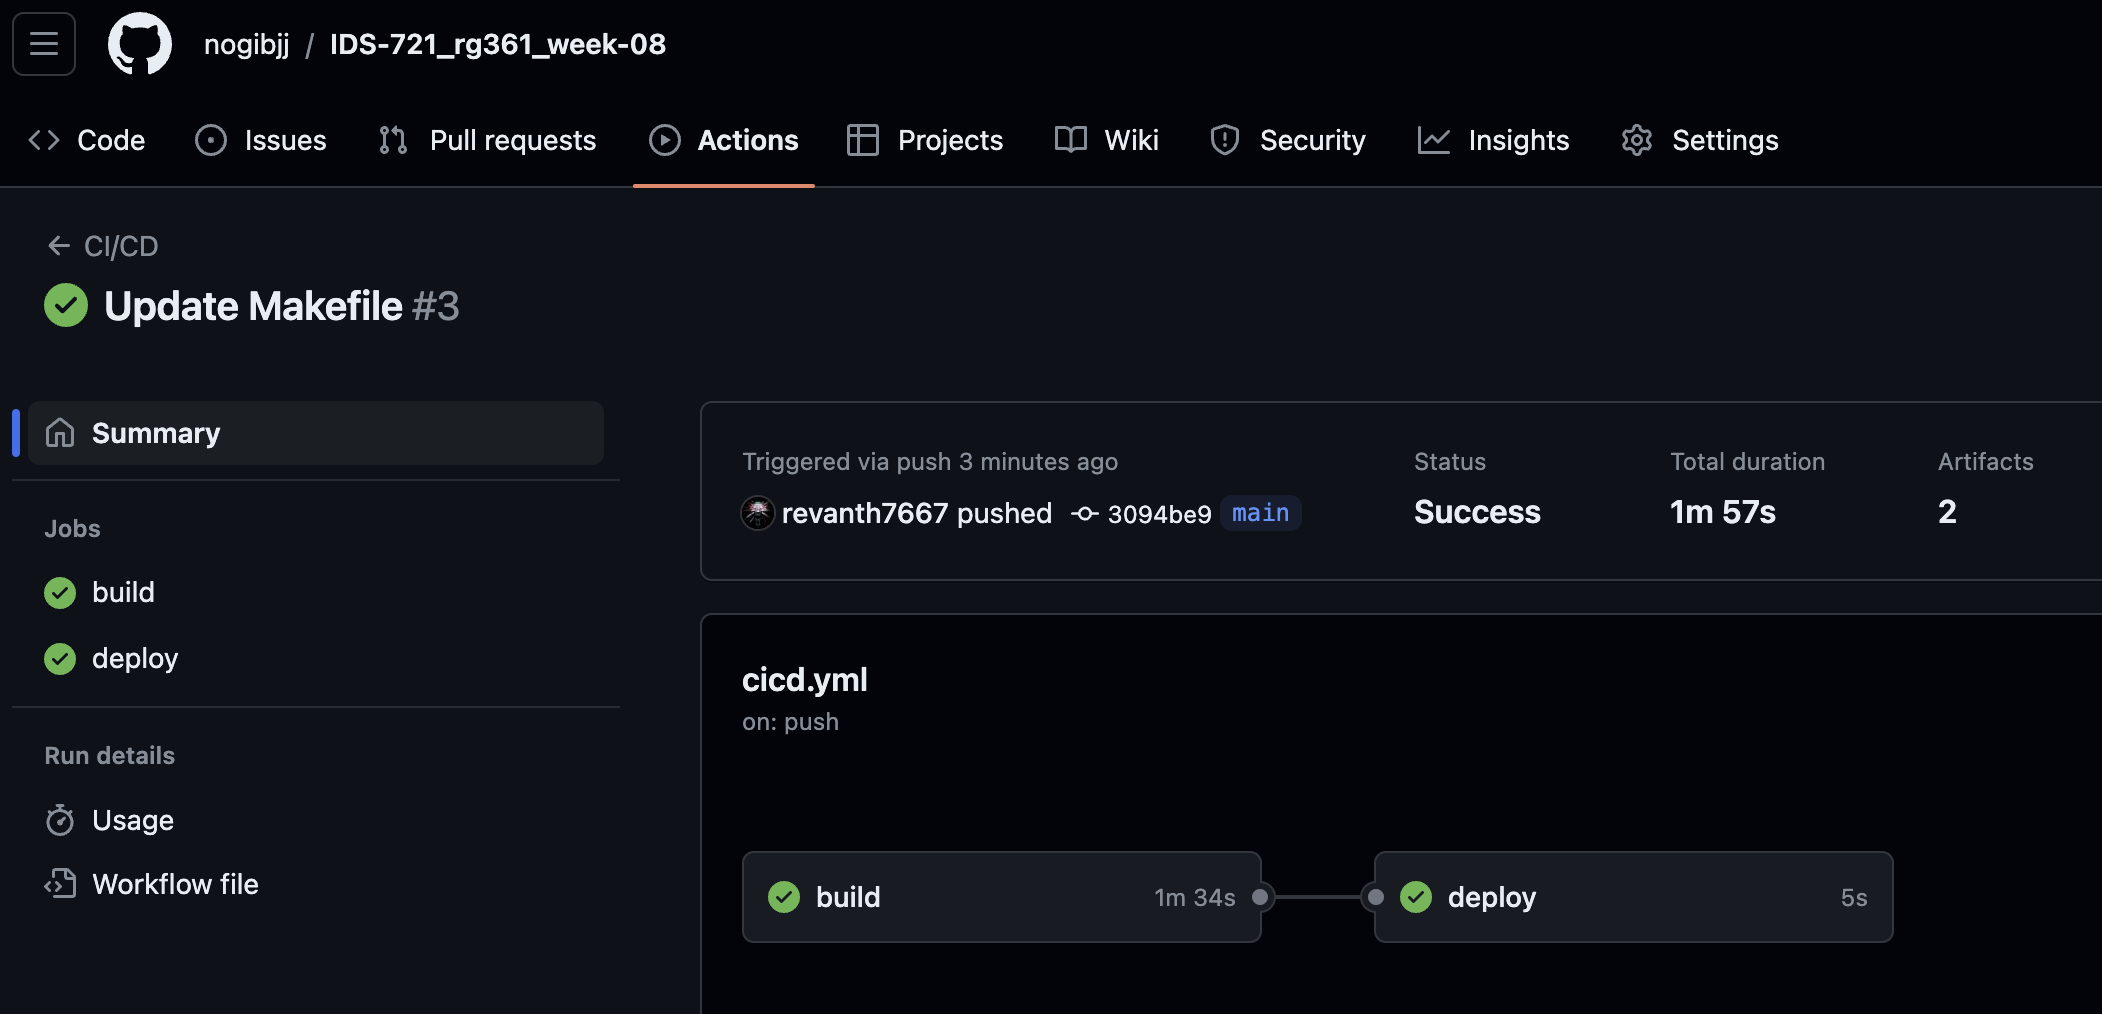 nogibjj / IDS-721_rg361_week-08
Code Issues Pull requests Actions Projects Wiki Security Insights Settings
CI/CD
Update Makefile #3
Summary
Jobs
build
deploy
Run details
Usage
Workflow file
Triggered via push 3 minutes ago
revanth7667 pushed 3094be9 main
Status
Success
Total duration
1m 57s
Artifacts
2
cicd.yml
on: push
build 1m 34s
deploy 5s